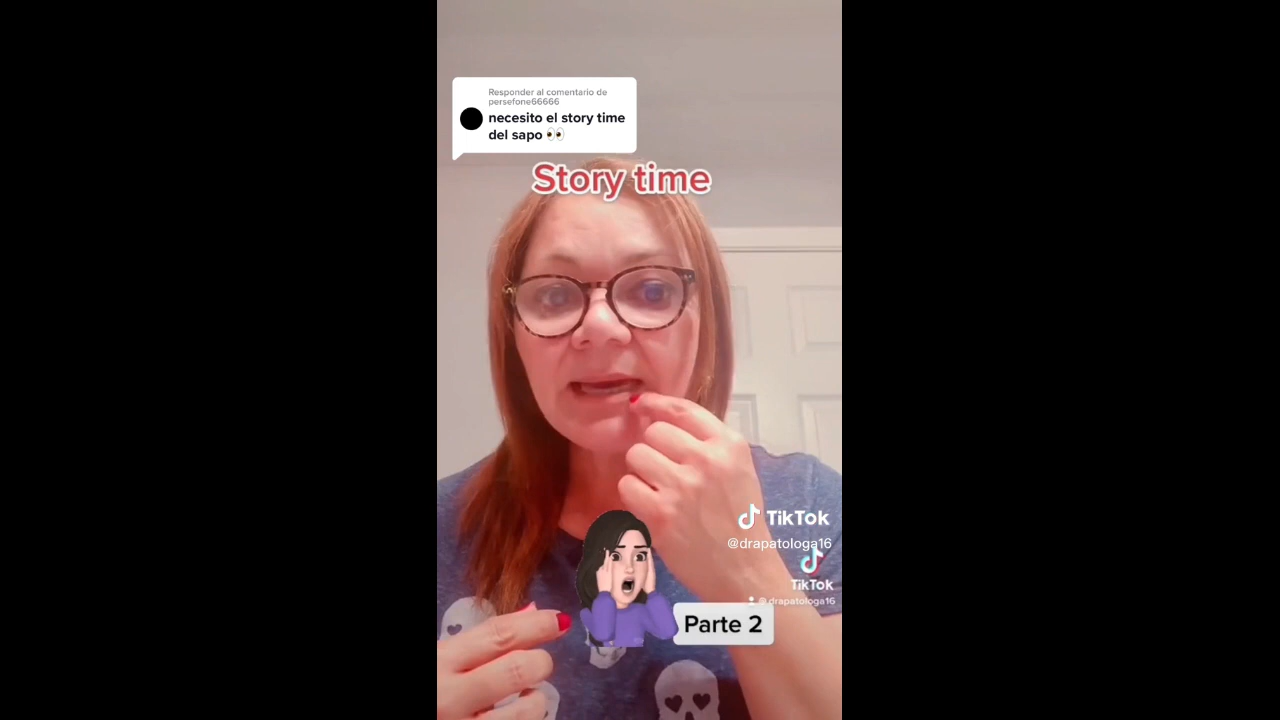 Responder al comentario de
persefone66666
necesito el story time
del sapo 👀
Story time
TikTok
@drapatologa16
TikTok
@drapatologa16
Parte 2